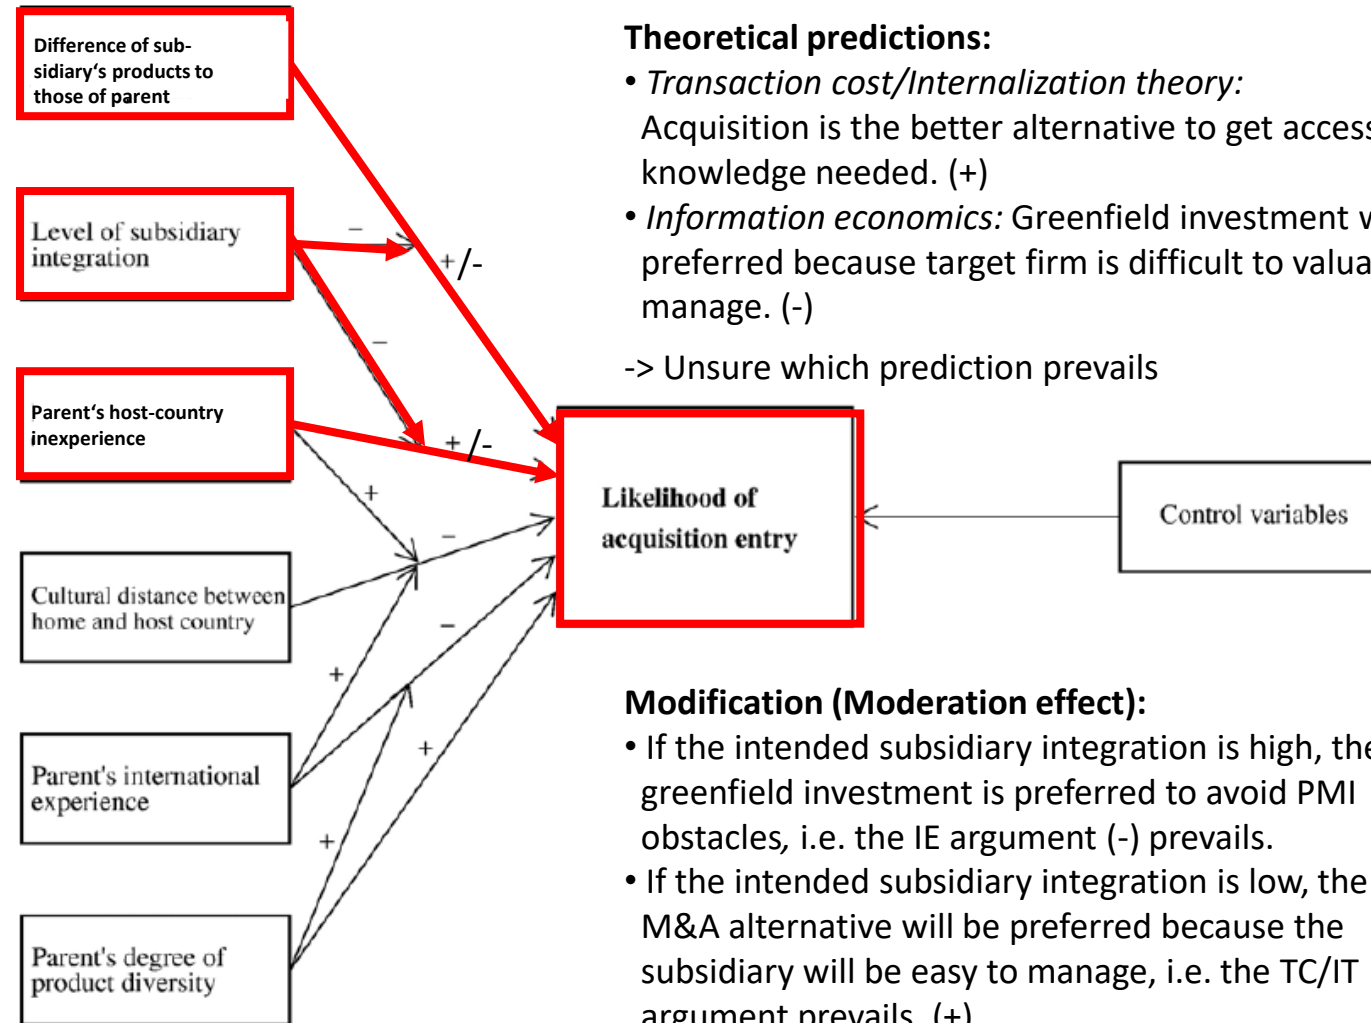 Difference of sub-
sidiary‘s products to
those of parent
Level of subsidiary
integration
Parent‘s host-country
inexperience
Cultural distance between
home and host country
Parent's international
experience
Parent's degree of
product diversity
−
+/-
−
+/-
+
−
+
−
+
+
Likelihood of
acquisition entry
Control variables
Theoretical predictions:
• Transaction cost/Internalization theory:
Acquisition is the better alternative to get access
knowledge needed. (+)
• Information economics: Greenfield investment
preferred because target firm is difficult to
manage. (-)
-> Unsure which prediction prevails
Modification (Moderation effect):
• If the intended subsidiary integration is high,
greenfield investment is preferred to avoid PMI
obstacles, i.e. the IE argument (-) prevails.
• If the intended subsidiary integration is low, the
M&A alternative will be preferred because the
subsidiary will be easy to manage, i.e. the TC/IT
argument prevails. (+)